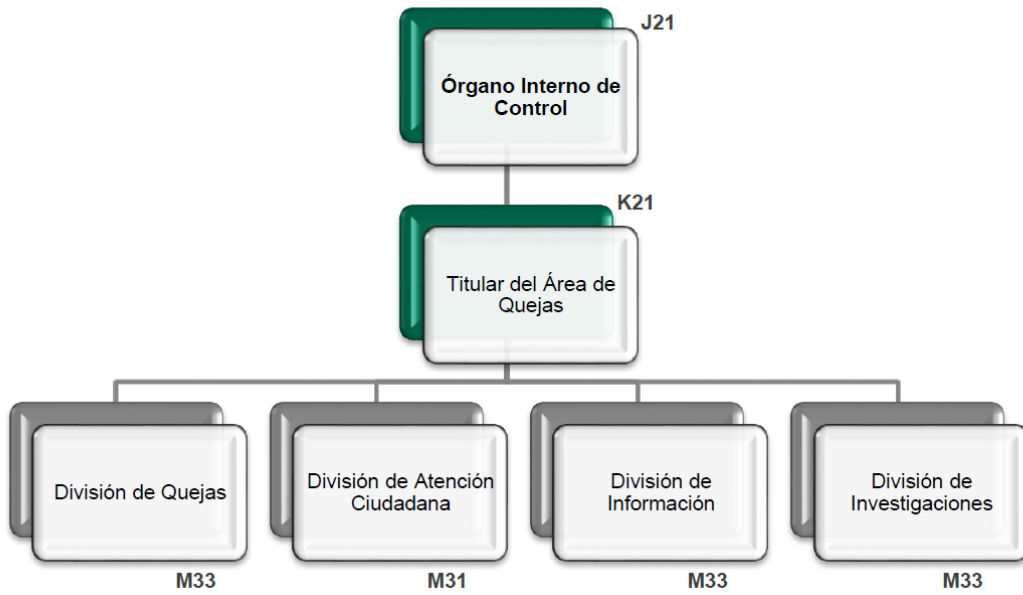 J21
Órgano Interno de
Control
K21
Titular del Área de
Quejas
División de Quejas
División de Atención
Ciudadana
División de
Información
División de
Investigaciones
M33
M31
M33
M33